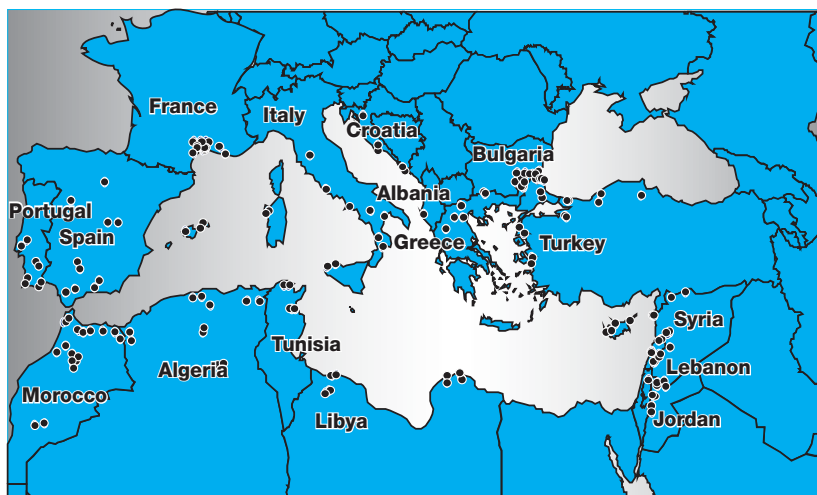 France
Italy
Croatia
Bulgaria
Albania
Portugal
Spain
Greece
Turkey
Syria
Tunisia
Algeria
Lebanon
Morocco
Libya
Jordan